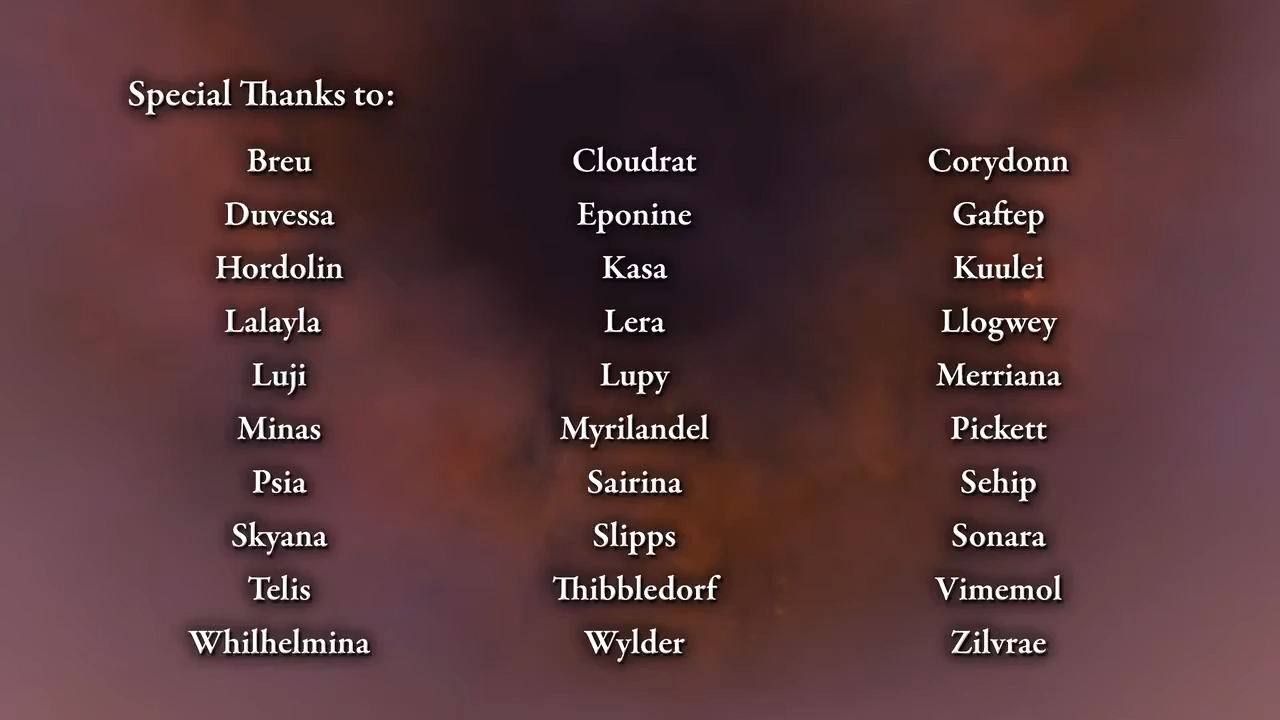 Special Thanks to:
Breu Cloudrat Corydonn
Duvessa Eponine Gaftep
Hordolin Kasa Kuulei
Lalayla Lera Llogwey
Luji Lupy Merriana
Minas Myrilandel Pickett
Psia Sairina Sehip
Skyana Slipps Sonara
Telis Thibbledorf Vimemol
Whilhelmina Wylder Zilvrae